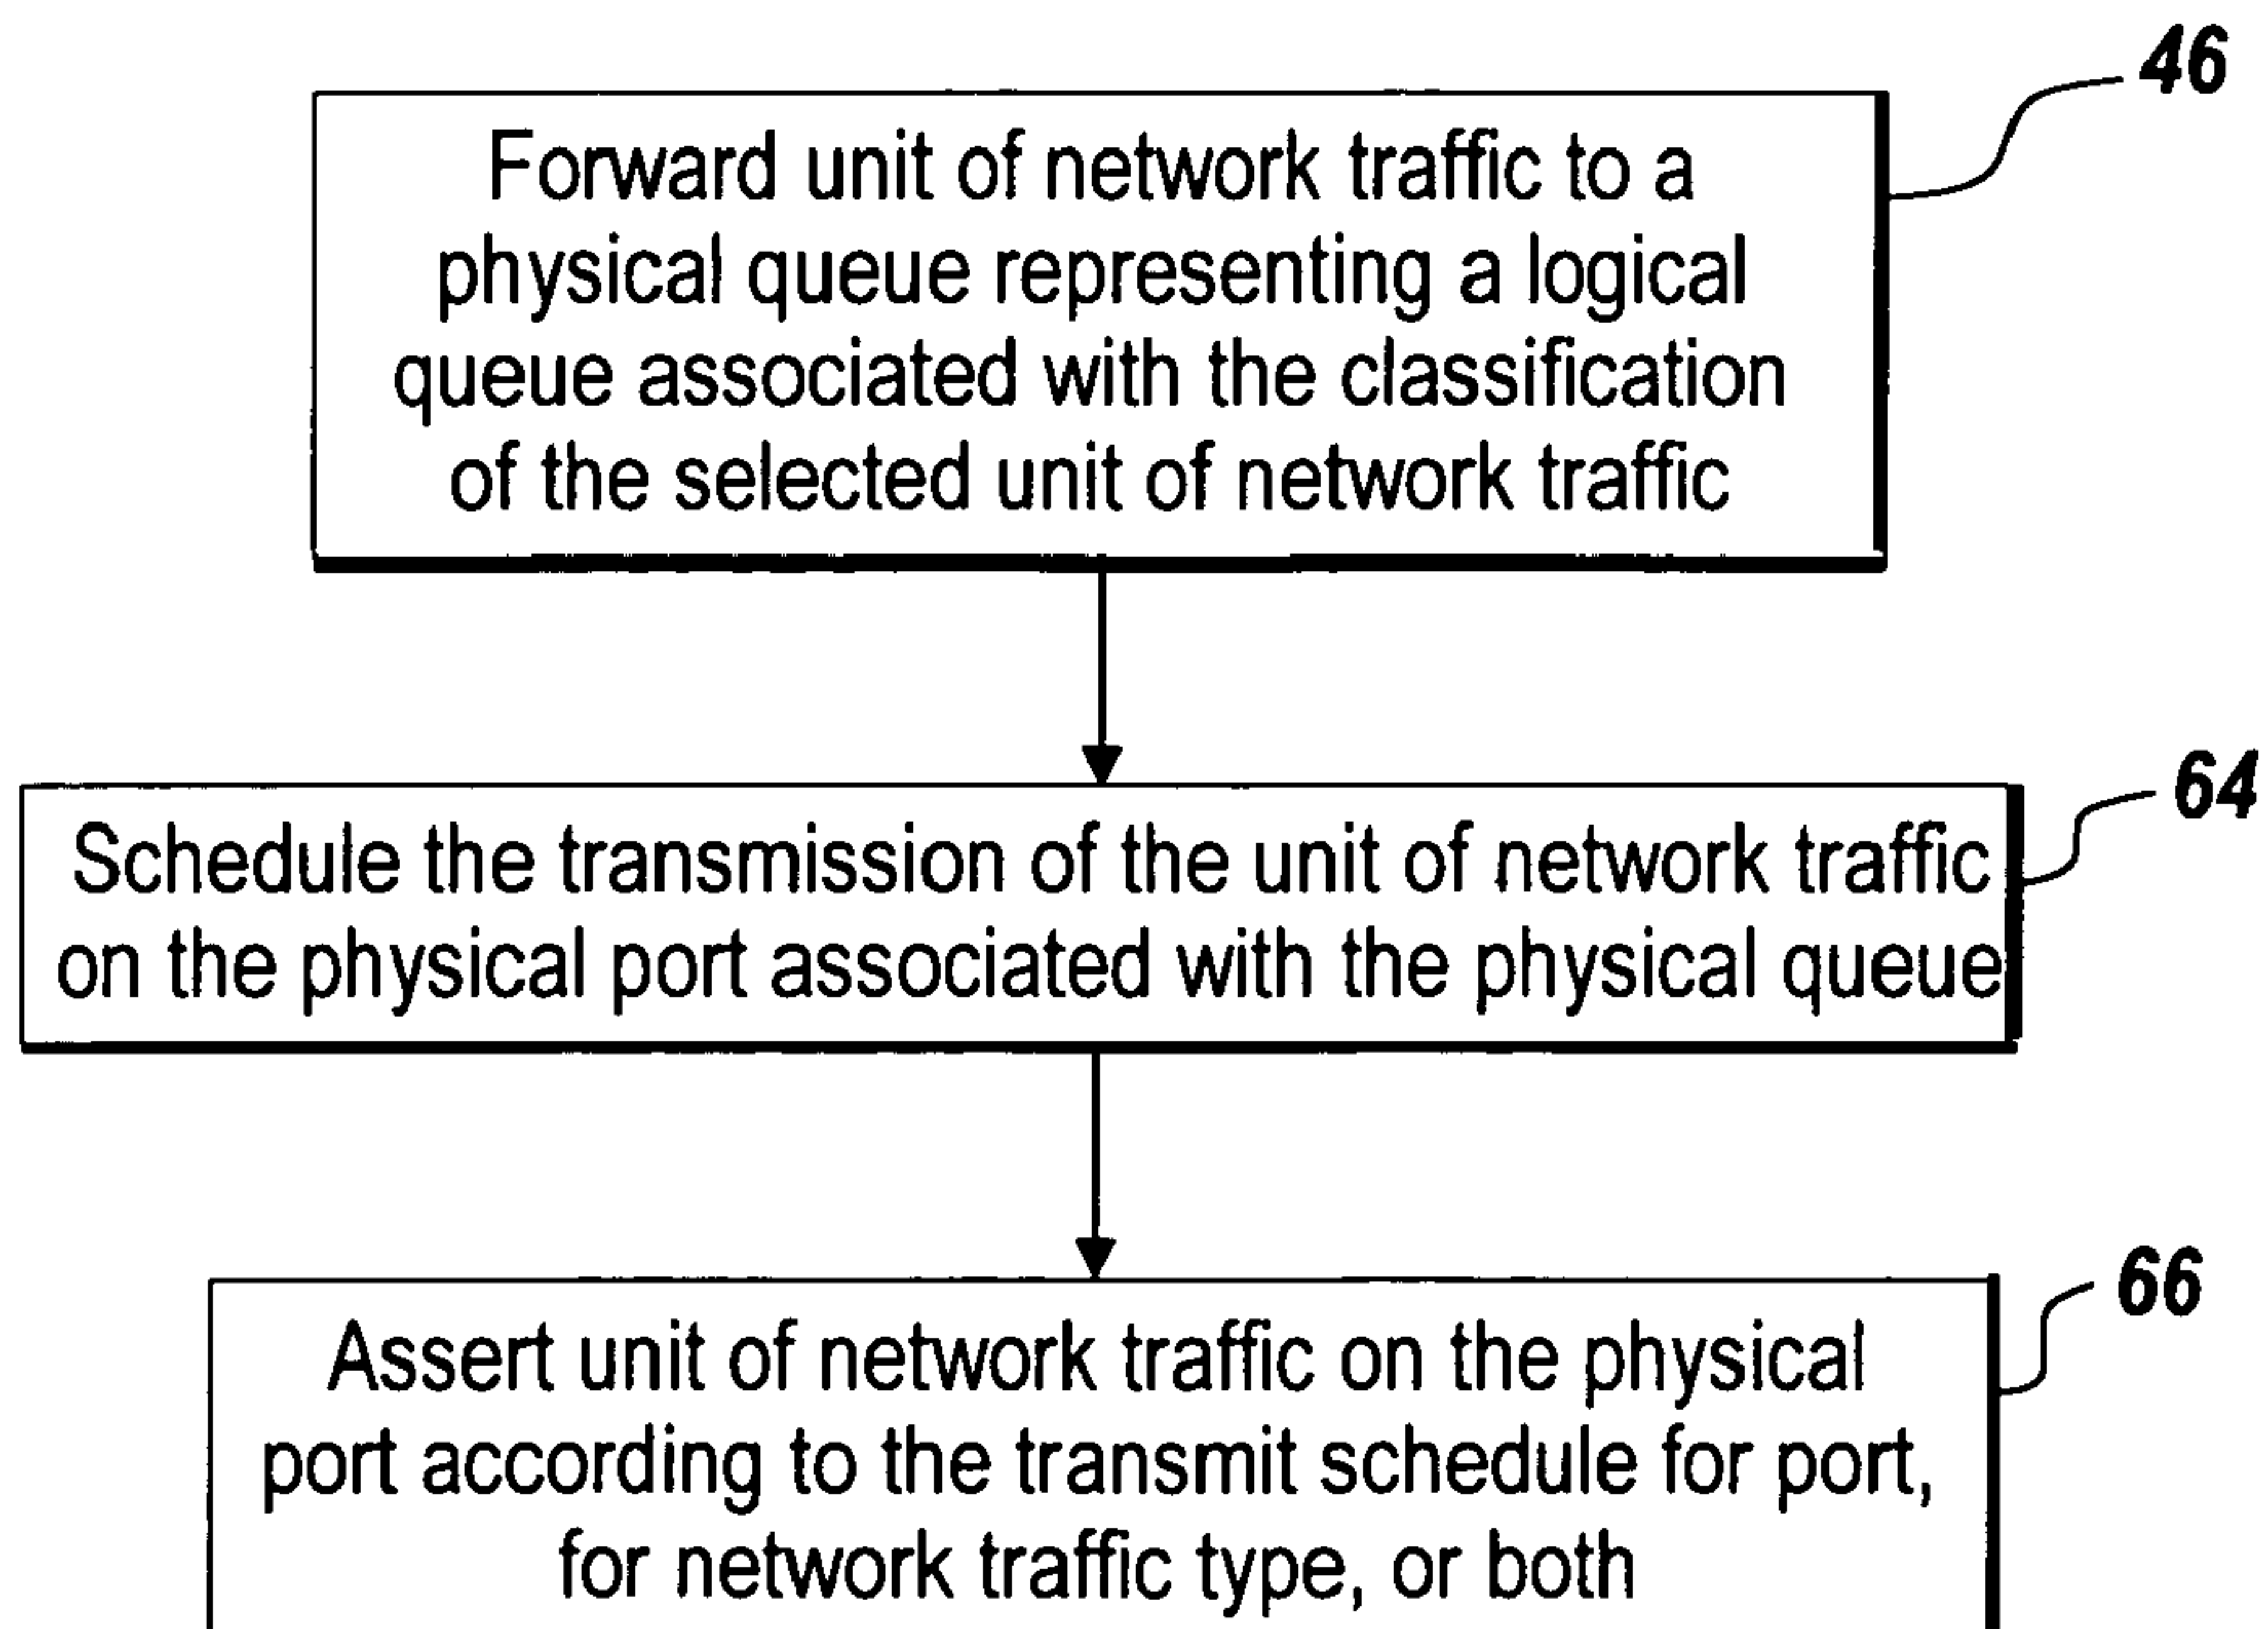 46
Forward unit of network traffic to a
physical queue representing a logical
queue associated with the classification
of the selected unit of network traffic
64
Schedule the transmission of the unit of network traffic
on the physical port associated with the physical queue
66
Assert unit of network traffic on the physical
port according to the transmit schedule for port,
for network traffic type, or both